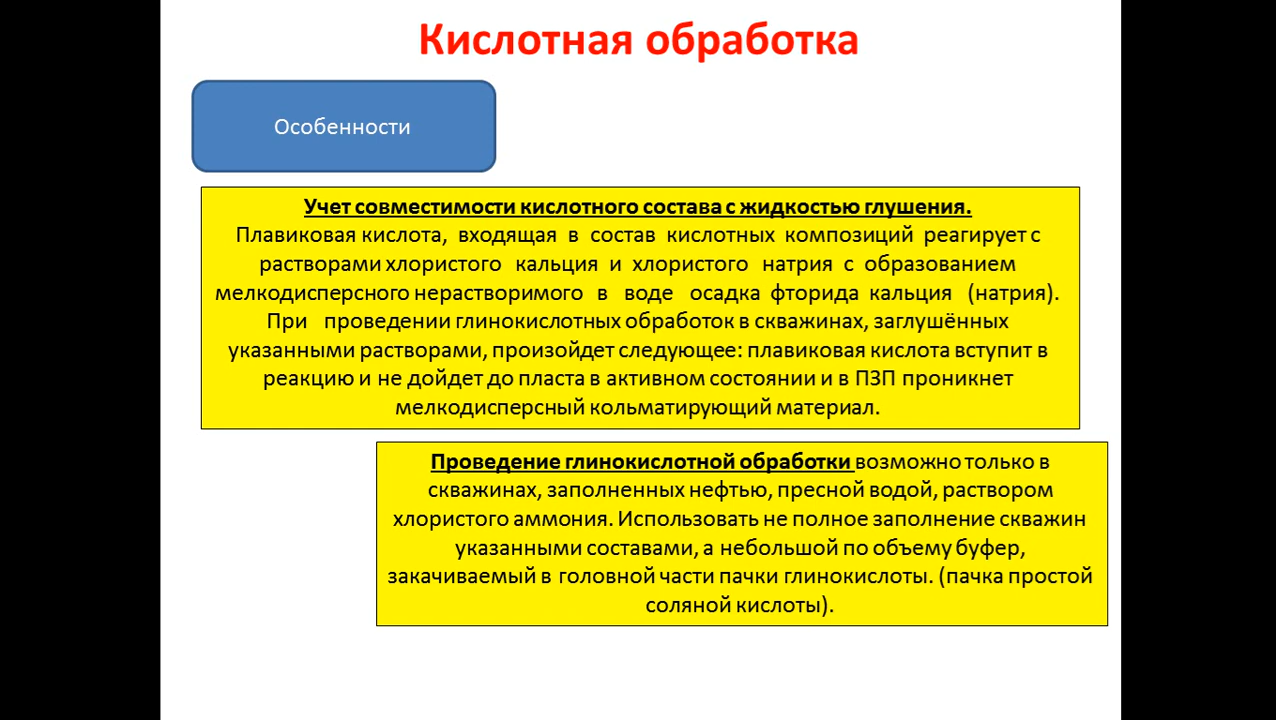 Кислотная обработка
Особенности
Учет совместимости кислотного состава с жидкостью глушения.
Плавиковая кислота, входящая в состав кислотных композиций реагирует с
растворами хлористого кальция и хлористого натрия с образованием
мелкодисперсного нерастворимого в воде осадка фторида кальция (натрия).
При проведении глинокислотных обработок в скважинах, заглушённых
указанными растворами, произойдет следующее: плавиковая кислота вступит в
реакцию и не дойдет до пласта в активном состоянии и в ПЗП проникнет
мелкодисперсный кольматирующий материал.
Проведение глинокислотной обработки возможно только в
скважинах, заполненных нефтью, пресной водой, раствором
хлористого аммония. Использовать не полное заполнение скважин
указанными составами, а небольшой по объему буфер,
закачиваемый в головной части пачки глинокислоты. (пачка простой
соляной кислоты).